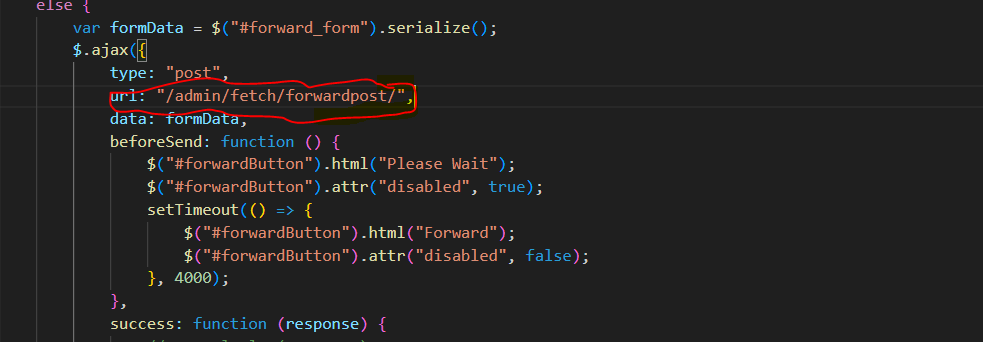 else {
var formData = $("#forward_form").serialize();
$.ajax({
type: "post",
url: "/admin/fetch/forwardpost/",
data: formData,
beforeSend: function () {
$("#forwardButton").html("Please Wait");
$("#forwardButton").attr("disabled", true);
setTimeout(() => {
$("#forwardButton").html("Forward");
$("#forwardButton").attr("disabled", false);
}, 4000);
},
success: function (response) {